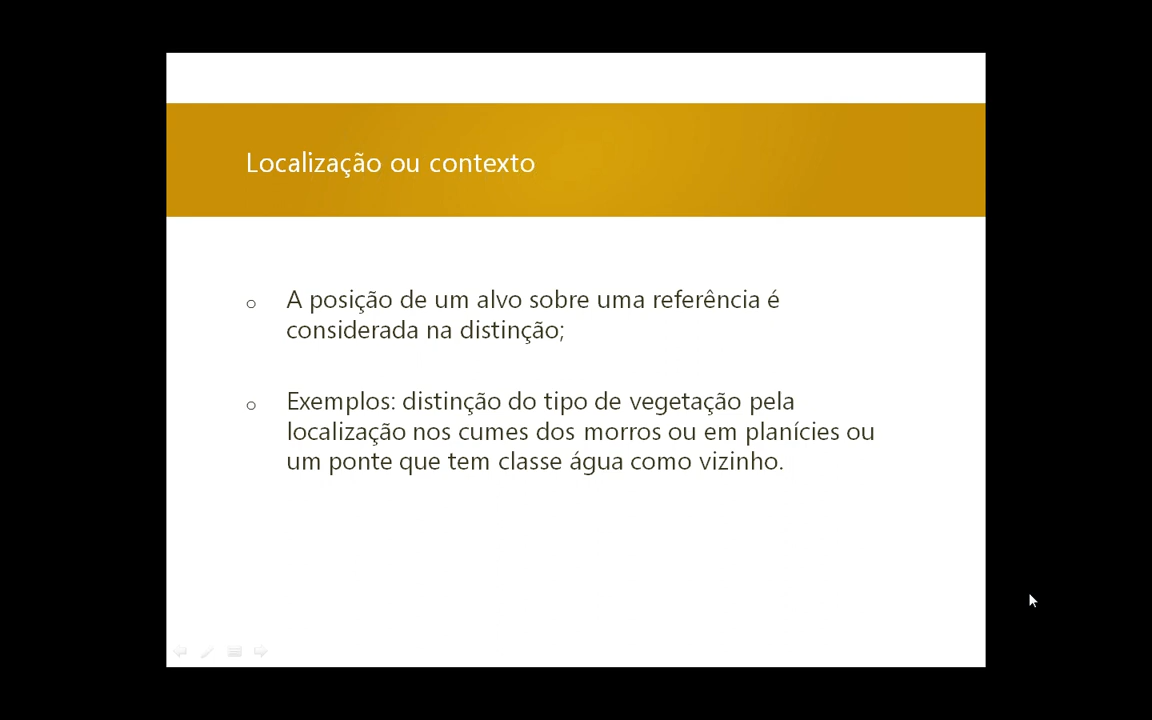 Localização ou contexto
A posição de um alvo sobre uma referência é
considerada na distinção;
Exemplos: distinção do tipo de vegetação pela
localização nos cumes dos morros ou em planícies ou
um ponte que tem classe água como vizinho.